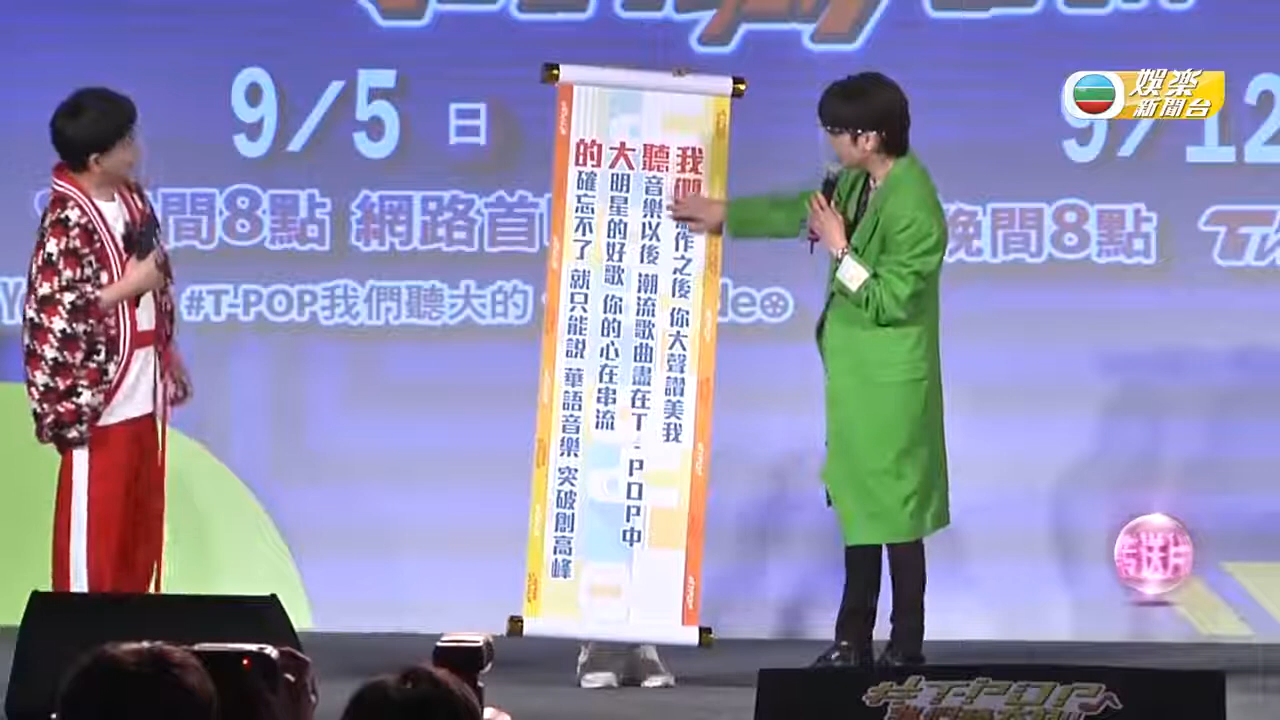 娛樂
新聞台
9/5 日
9/12
間8點 網路首
晚間8點
#T-POP我們聽大的
我們
作之後 你大聲讚美我
聽音樂以後 潮流歌曲盡在T-POP中
大明星的好歌 你的心在串流
的確忘不了 就只能說 華語音樂 突破創高峰
传送片
#T-POP